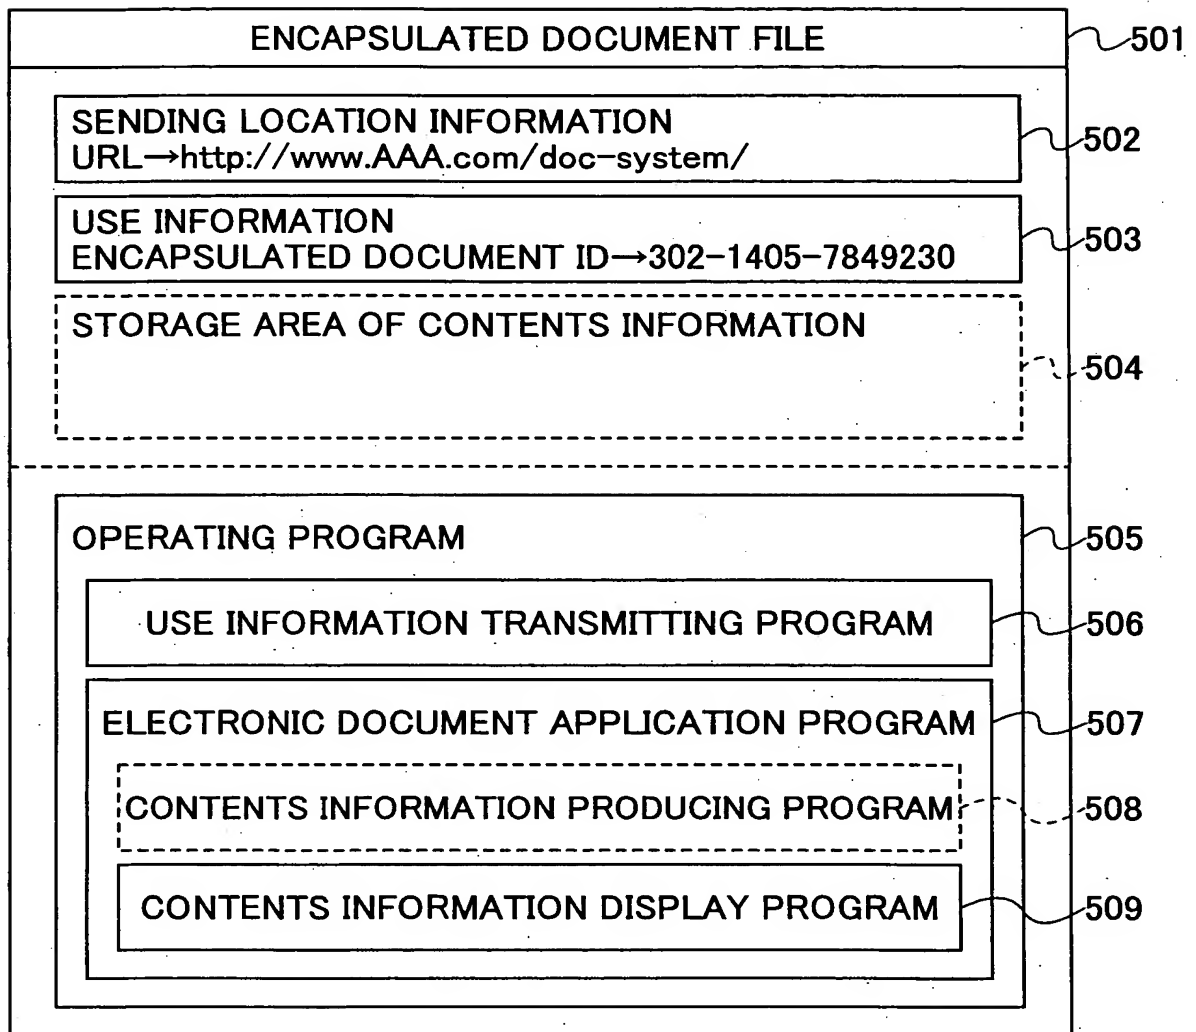 ENCAPSULATED DOCUMENT FILE 501
SENDING LOCATION INFORMATION
URL→http://www.AAA.com/doc-system/ 502
USE INFORMATION
ENCAPSULATED DOCUMENT ID→302-1405-7849230 503
STORAGE AREA OF CONTENTS INFORMATION
504
OPERATING PROGRAM 505
USE INFORMATION TRANSMITTING PROGRAM 506
ELECTRONIC DOCUMENT APPLICATION PROGRAM 507
CONTENTS INFORMATION PRODUCING PROGRAM 508
CONTENTS INFORMATION DISPLAY PROGRAM 509